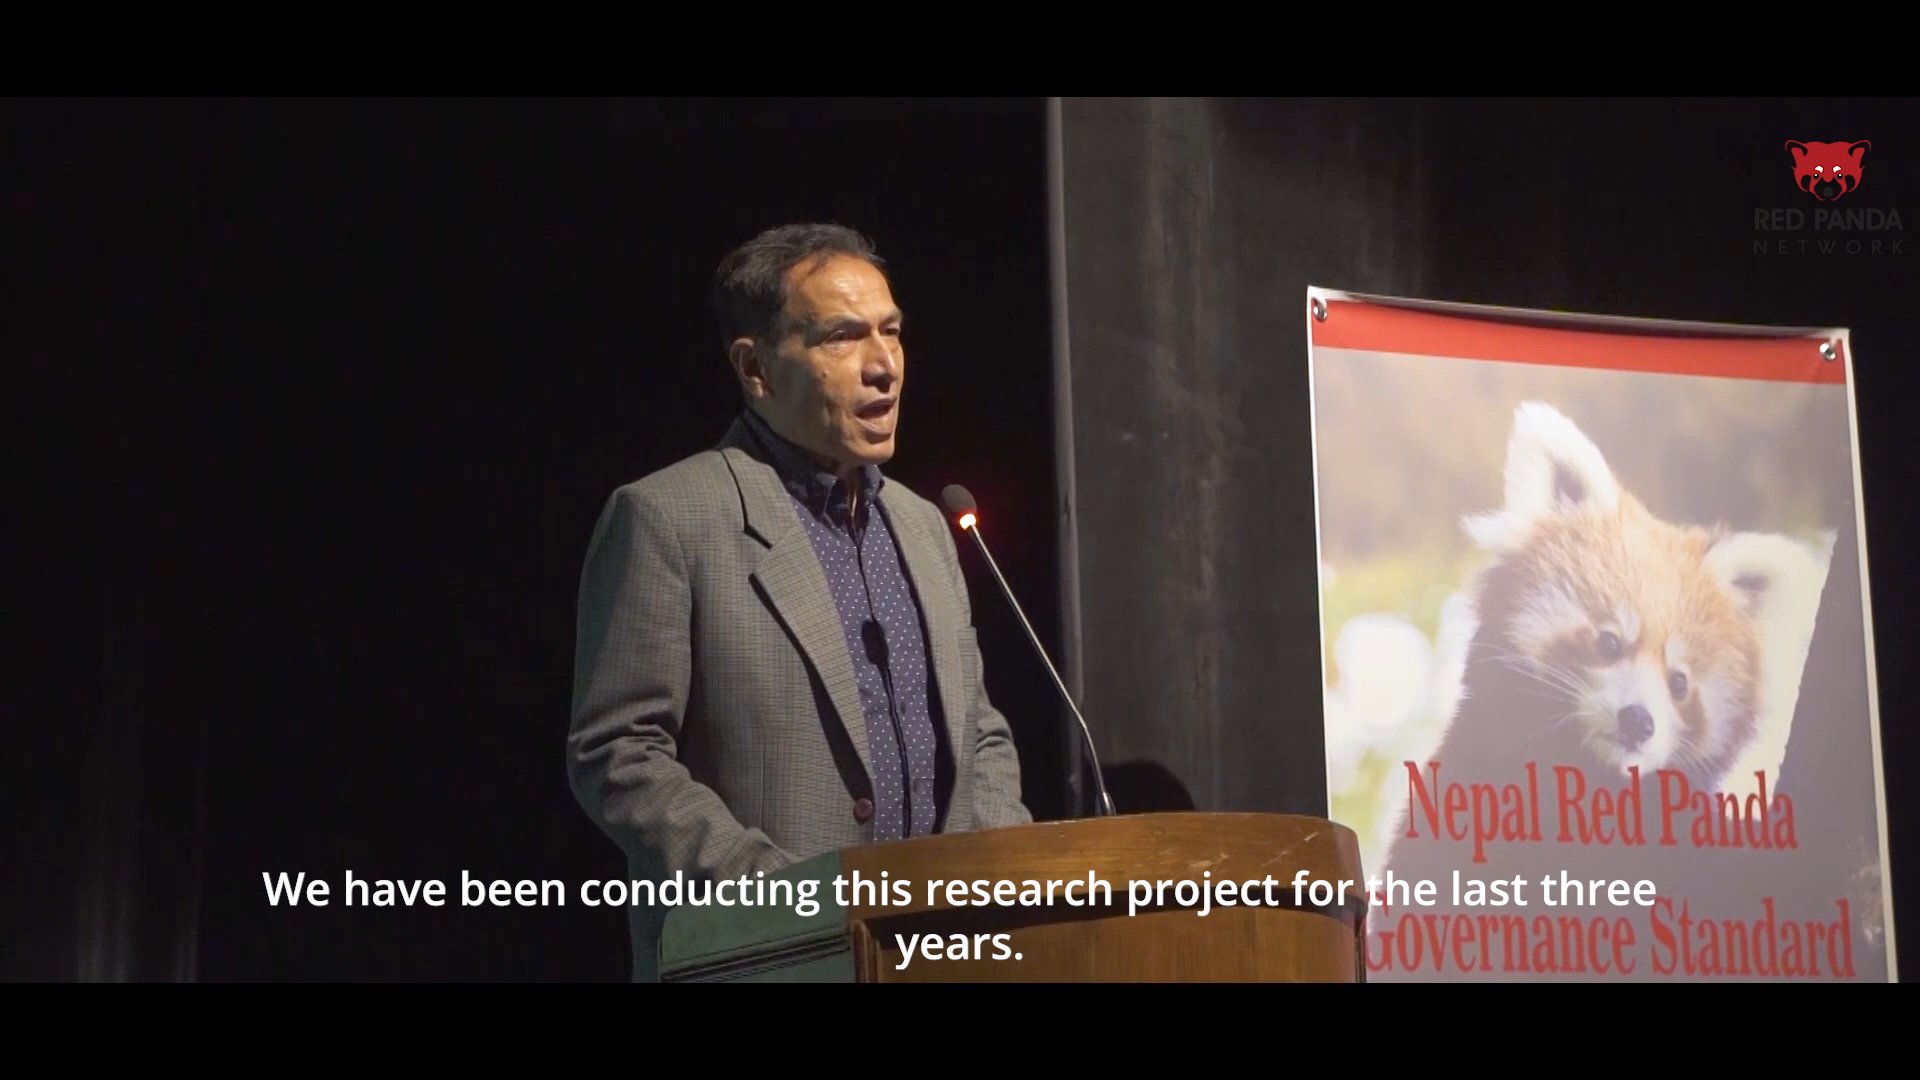 RED PANDA
NETWORK
Nepal Red Panda
Governance Standard
We have been conducting this research project for the last three
years.